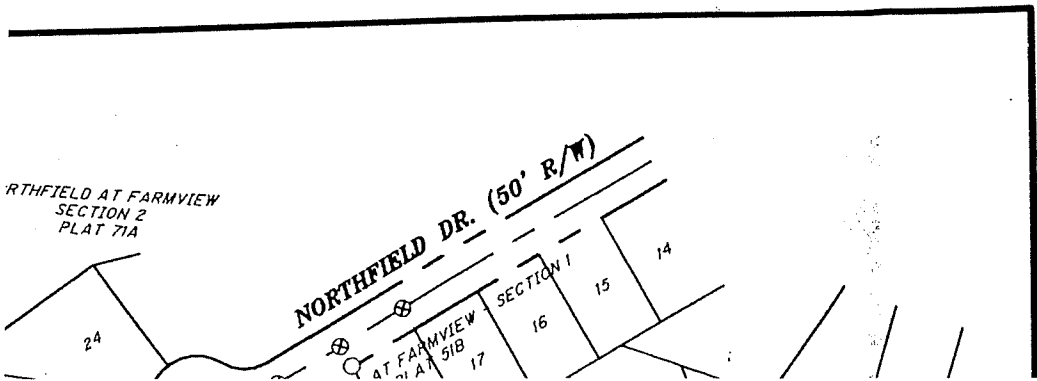 NORTHFIELD DR. (50' R/W)
RTHFIELD AT FARMVIEW
SECTION 2
PLAT 71A
24
AT FARMVIEW - SECTION 1
PLAT 51B
14
15
16
17